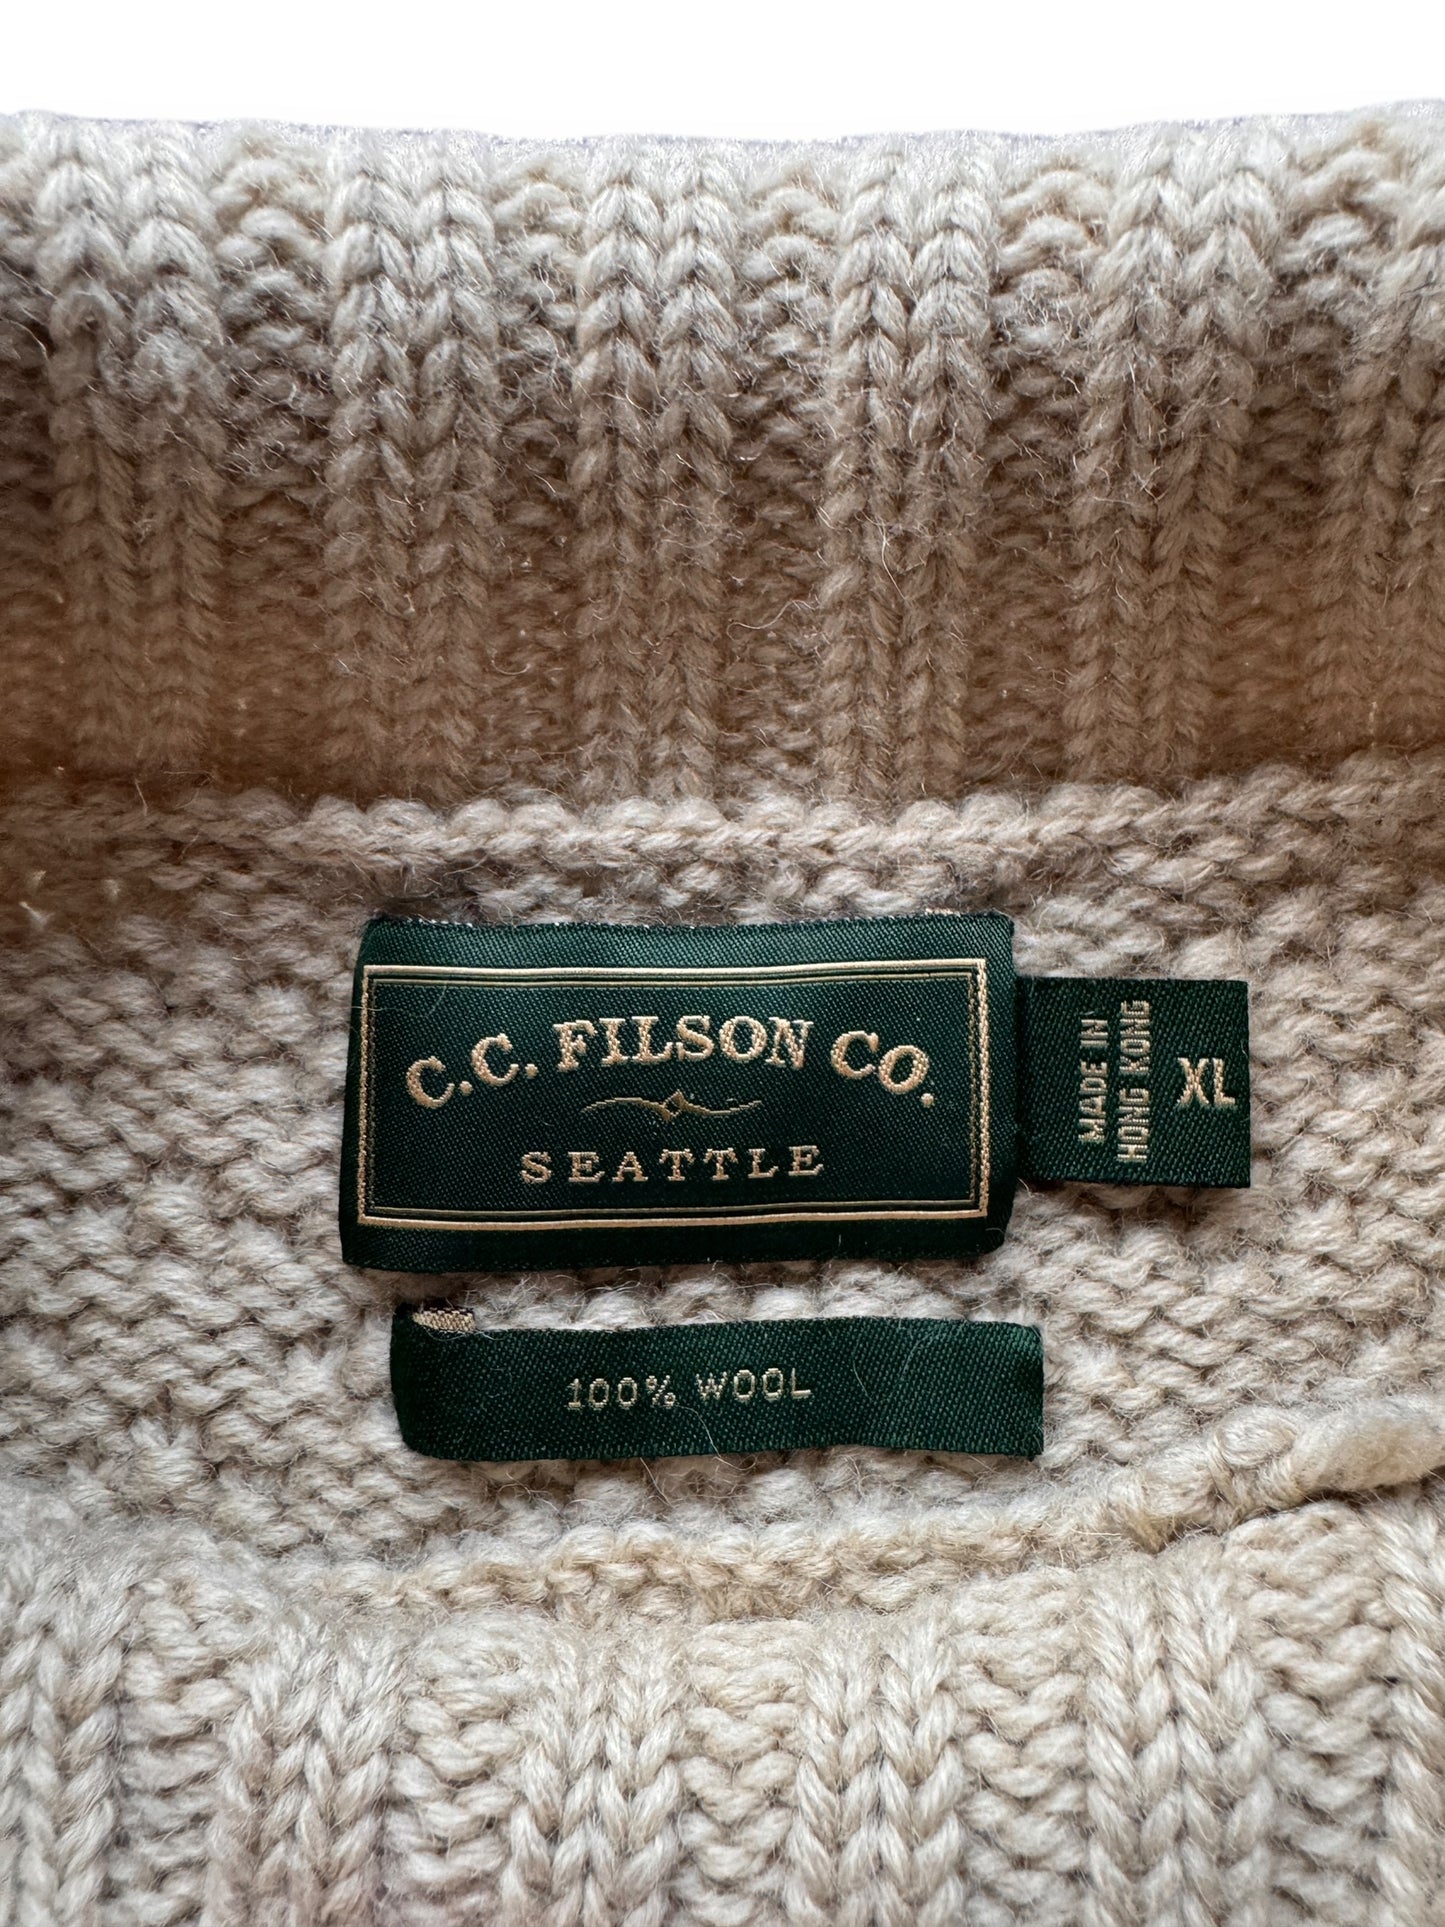 C.C. FILSON CO.
SEATTLE
MADE IN
HONG KONG
XL
100% WOOL